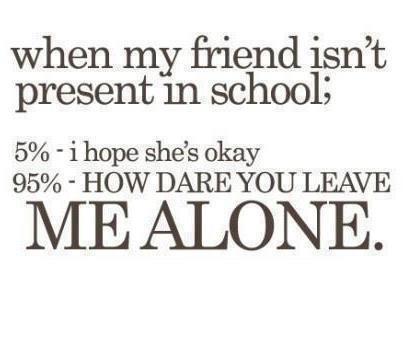 when my friend isn't
present in school;
5% - i hope she's okay
95% - HOW DARE YOU LEAVE
ME ALONE.